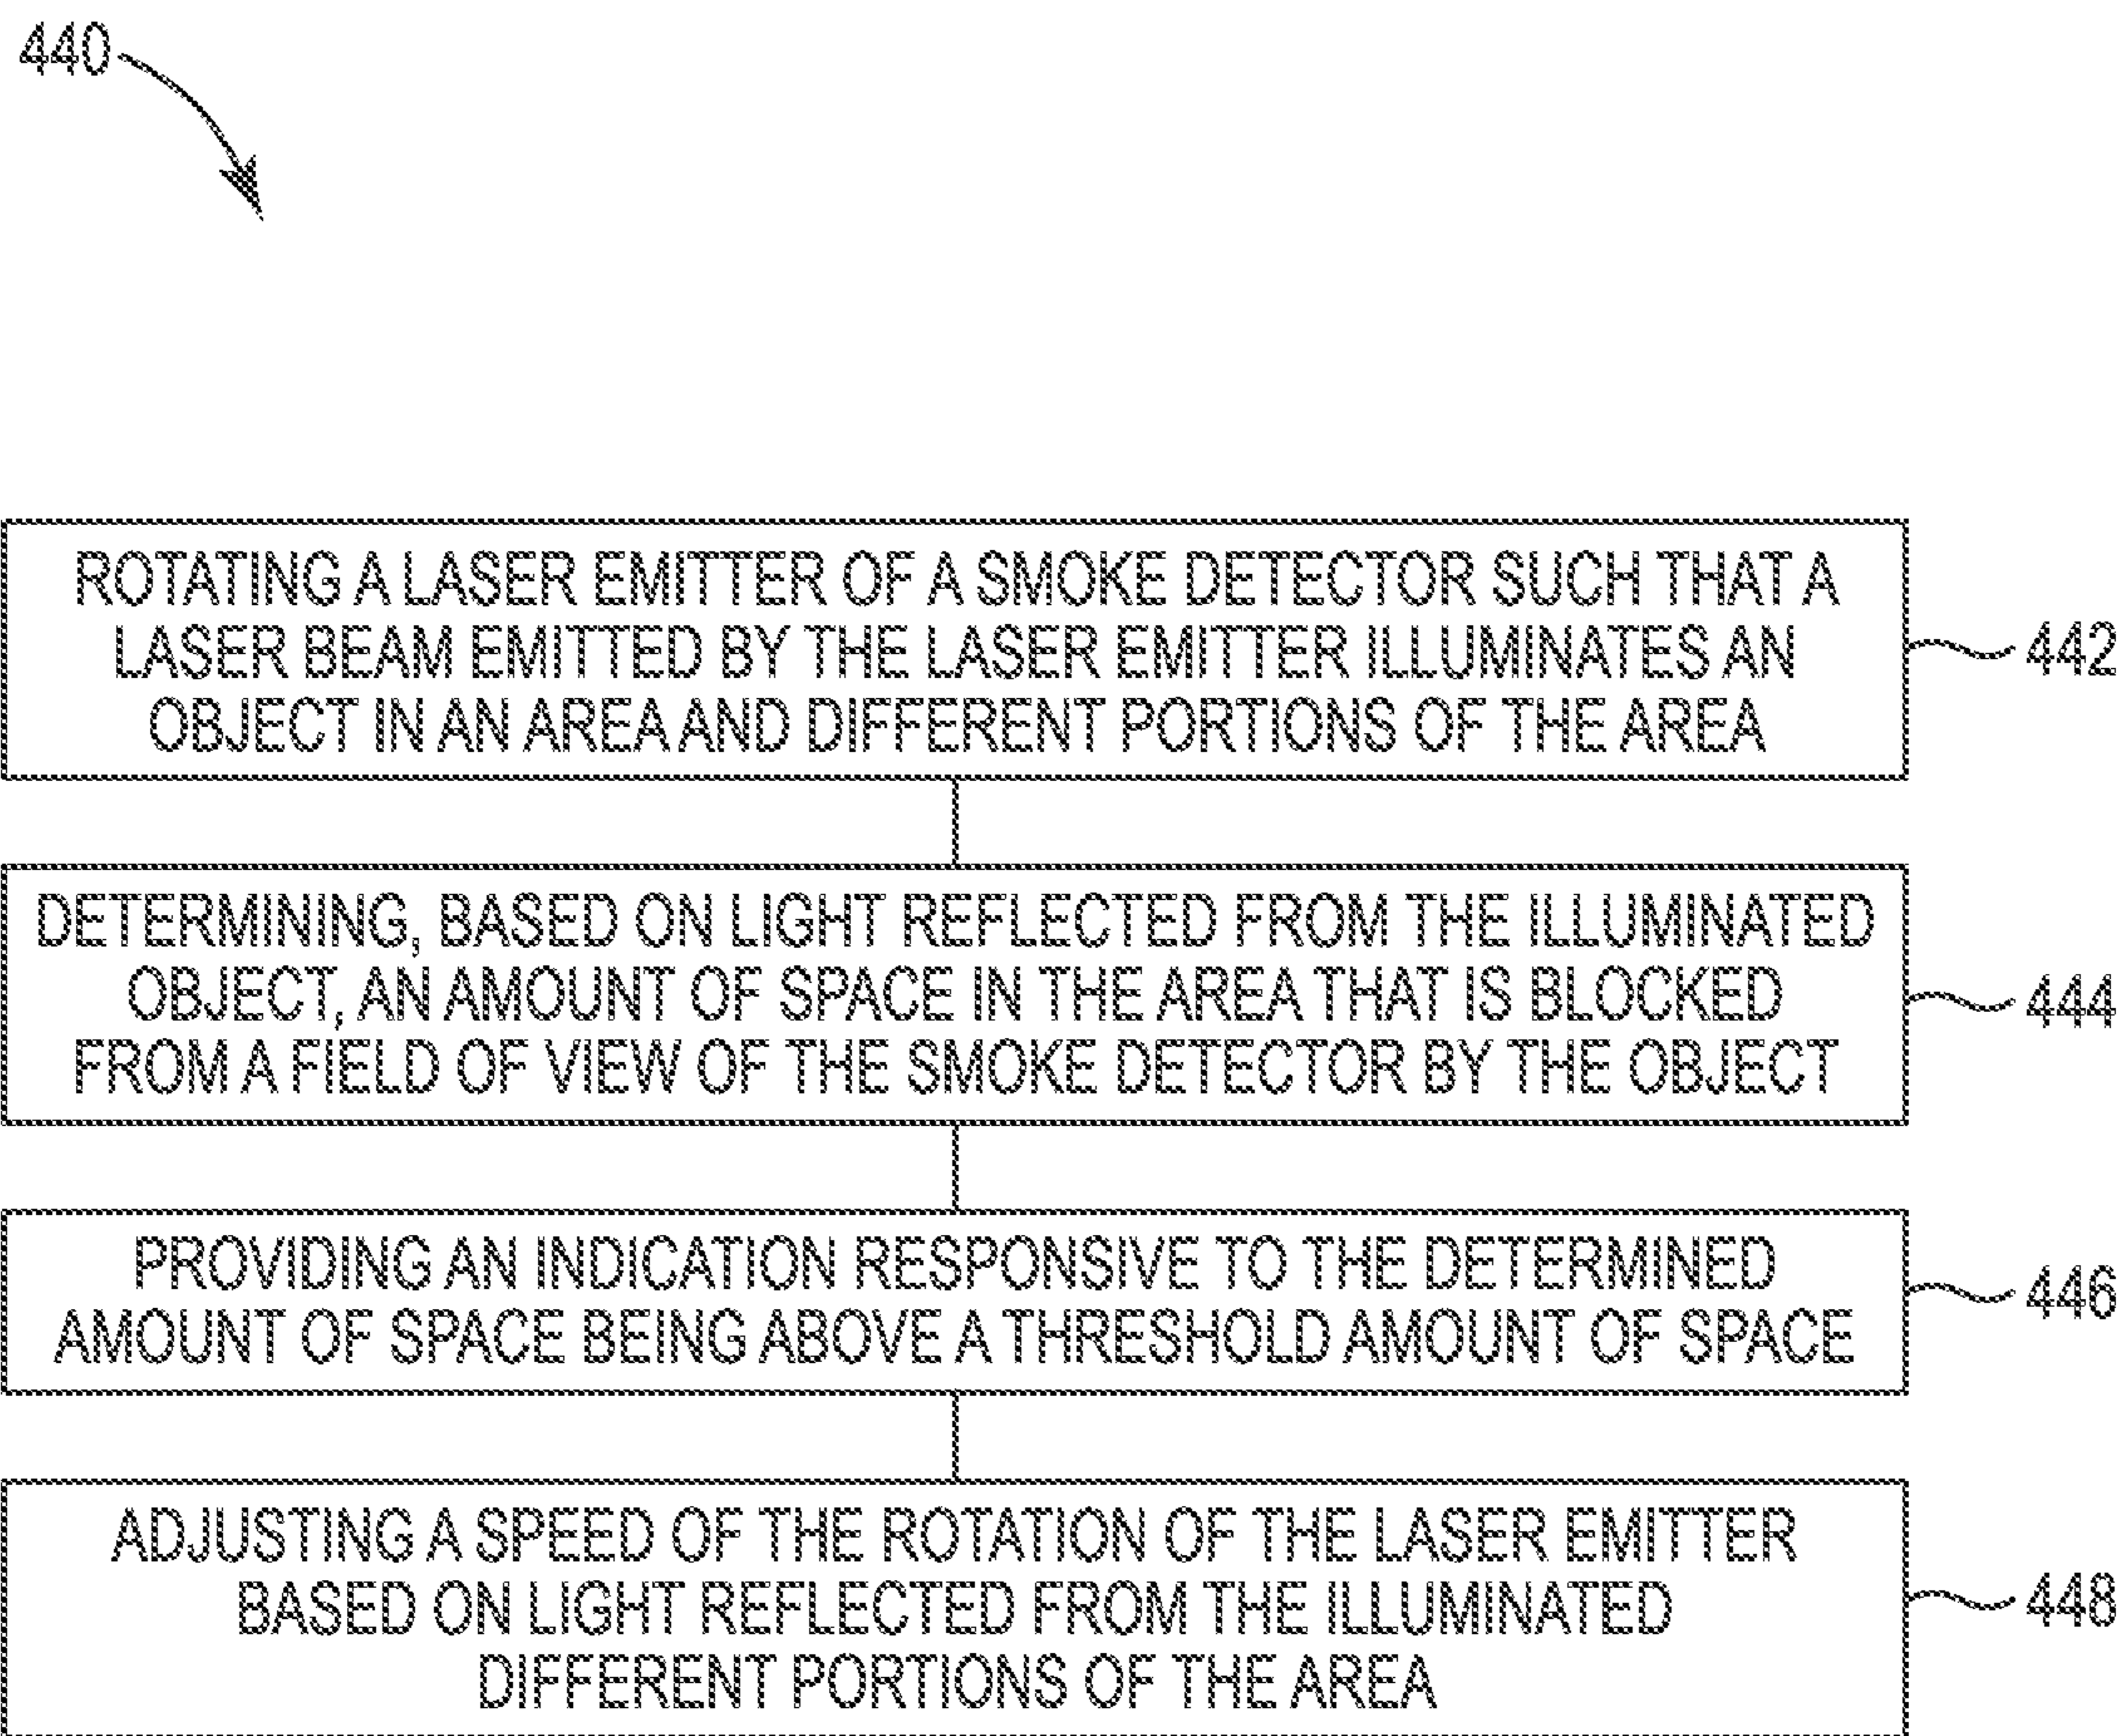 440
ROTATING A LASER EMITTER OF A SMOKE DETECTOR SUCH THAT A
LASER BEAM EMITTED BY THE LASER EMITTER ILLUMINATES AN
OBJECT IN AN AREA AND DIFFERENT PORTIONS OF THE AREA
442
DETERMINING, BASED ON LIGHT REFLECTED FROM THE ILLUMINATED
OBJECT, AN AMOUNT OF SPACE IN THE AREA THAT IS BLOCKED
FROM A FIELD OF VIEW OF THE SMOKE DETECTOR BY THE OBJECT
444
PROVIDING AN INDICATION RESPONSIVE TO THE DETERMINED
AMOUNT OF SPACE BEING ABOVE A THRESHOLD AMOUNT OF SPACE
446
ADJUSTING A SPEED OF THE ROTATION OF THE LASER EMITTER
BASED ON LIGHT REFLECTED FROM THE ILLUMINATED
DIFFERENT PORTIONS OF THE AREA
448